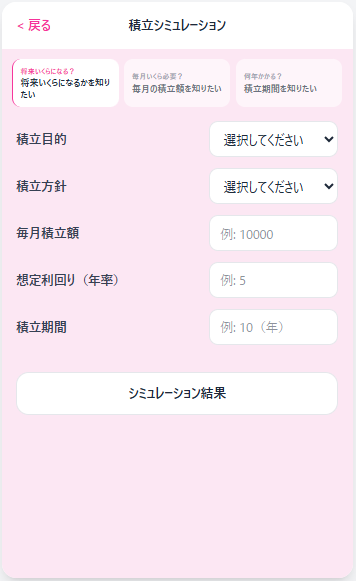 < 戻る
積立シミュレーション
将来いくらになる？
将来いくらになるかを知り
たい
毎月いくら必要？
毎月の積立額を知りたい
何年かかる？
積立期間を知りたい
積立目的
選択してください
積立方針
選択してください
毎月積立額
例: 10000
想定利回り（年率）
例: 5
積立期間
例: 10（年）
シミュレーション結果